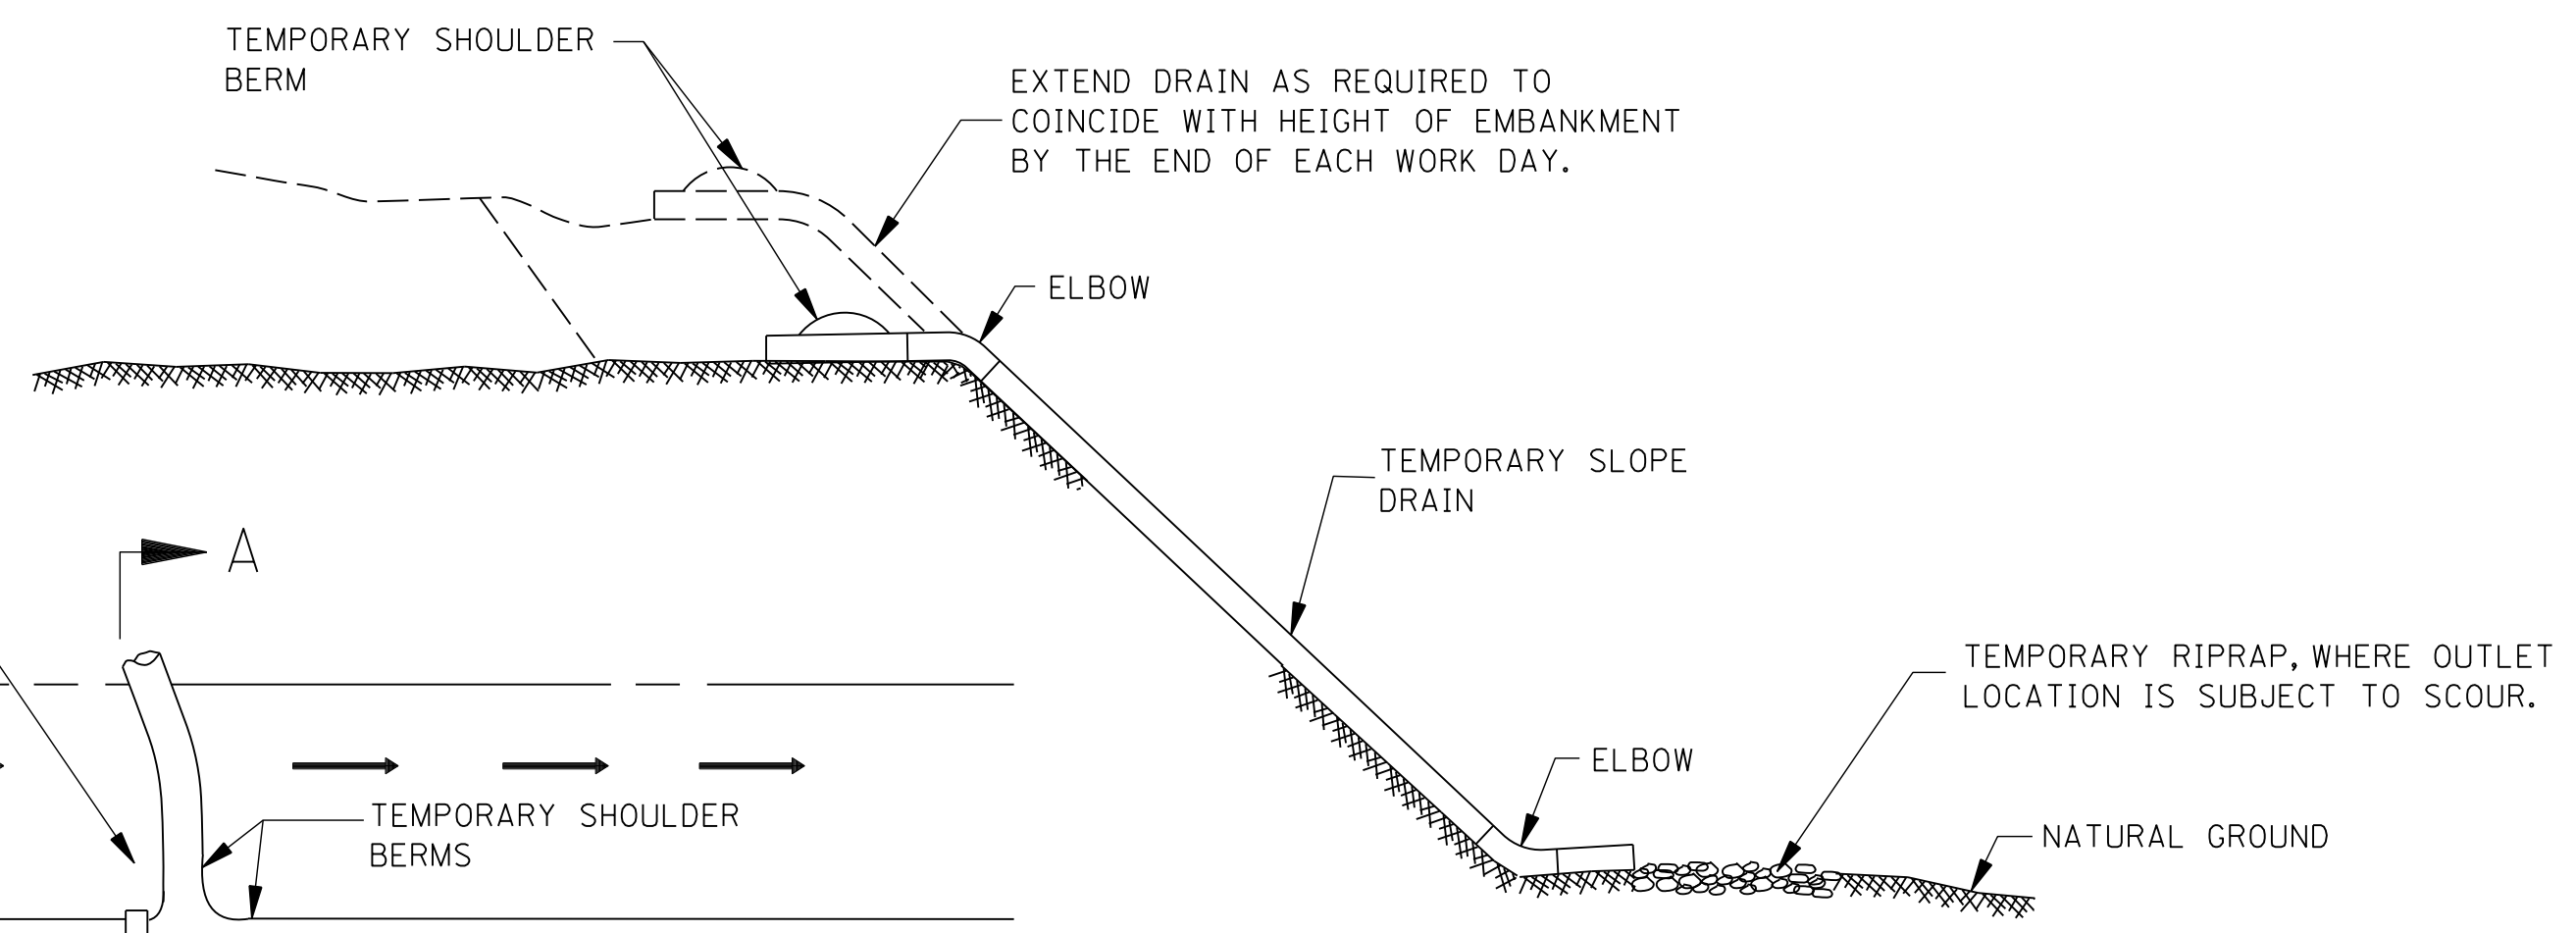 TEMPORARY SHOULDER
BERM
EXTEND DRAIN AS REQUIRED TO
COINCIDE WITH HEIGHT OF EMBANKMENT
BY THE END OF EACH WORK DAY.
ELBOW
TEMPORARY SLOPE
DRAIN
A
TEMPORARY RIPRAP, WHERE OUTLET
LOCATION IS SUBJECT TO SCOUR.
ELBOW
TEMPORARY SHOULDER
BERMS
NATURAL GROUND